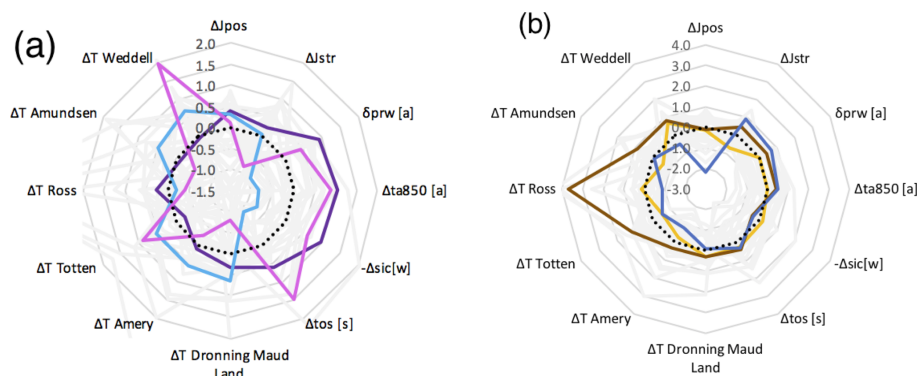 (a)
ΔJpos
ΔJstr
δprw [a]
Δta850 [a]
-Δsic[w]
Δtos [s]
ΔT Dronning Maud
Land
ΔT Amery
ΔT Totten
ΔT Ross
ΔT Amundsen
ΔT Weddell
2.0
1.5
1.0
0.5
0.0
-0.5
-1.0
-1.5
(b)
ΔJpos
ΔJstr
δprw [a]
Δta850 [a]
-Δsic[w]
Δtos [s]
ΔT Dronning Maud
Land
ΔT Amery
ΔT Totten
ΔT Ross
ΔT Amundsen
ΔT Weddell
4.0
3.0
2.0
1.0
0.0
-1.0
-2.0
-3.0